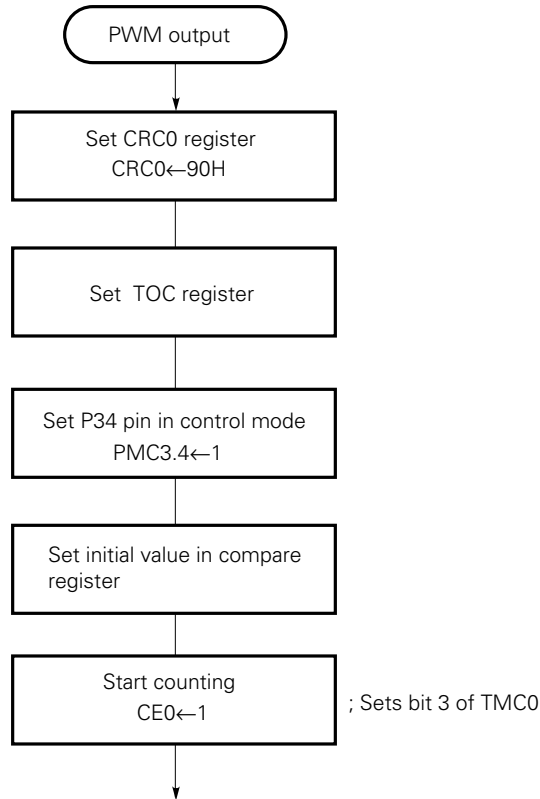 PWM output
Set CRC0 register
CRC0←90H
Set TOC register
Set P34 pin in control mode
PMC3.4←1
Set initial value in compare
register
Start counting
CE0←1
; Sets bit 3 of TMC0